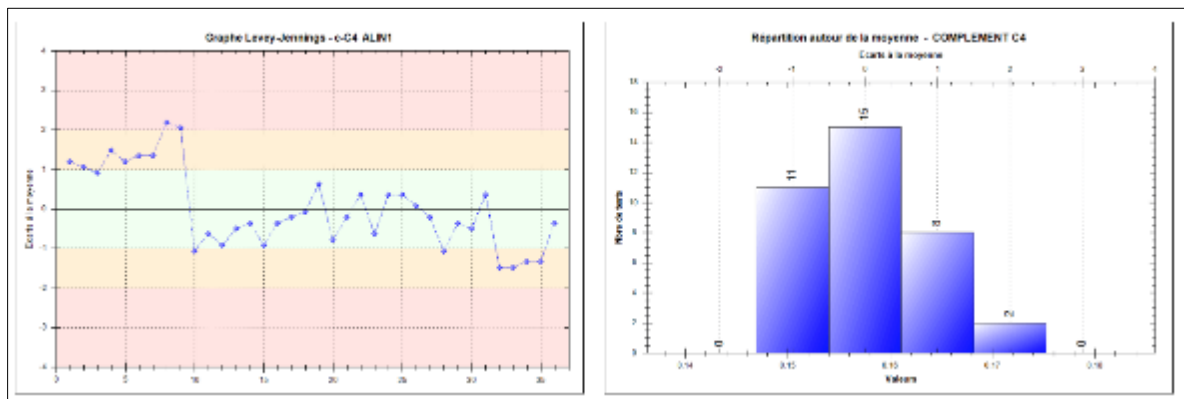 Graphe Levey-Jennings - e-C4 ALIN1
Ecarts à la moyenne
4
3
2
1
0
-1
-2
-3
-4
0 5 10 15 20 25 30 35
Répartition autour de la moyenne - COMPLEMENT C4
Ecarts à la moyenne
-2 -1 0 1 2 3 4
Nbre de tests
18
16
14
12
10
8
6
4
2
0
0 11 15 8 2 0
0.14 0.15 0.16 0.17 0.18
Valeurs